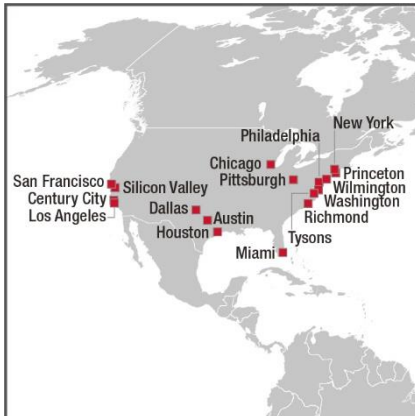 New York
Philadelphia
Chicago
Princeton
Pittsburgh
Wilmington
San Francisco
Silicon Valley
Washington
Century City
Dallas
Richmond
Los Angeles
Austin
Houston
Tysons
Miami